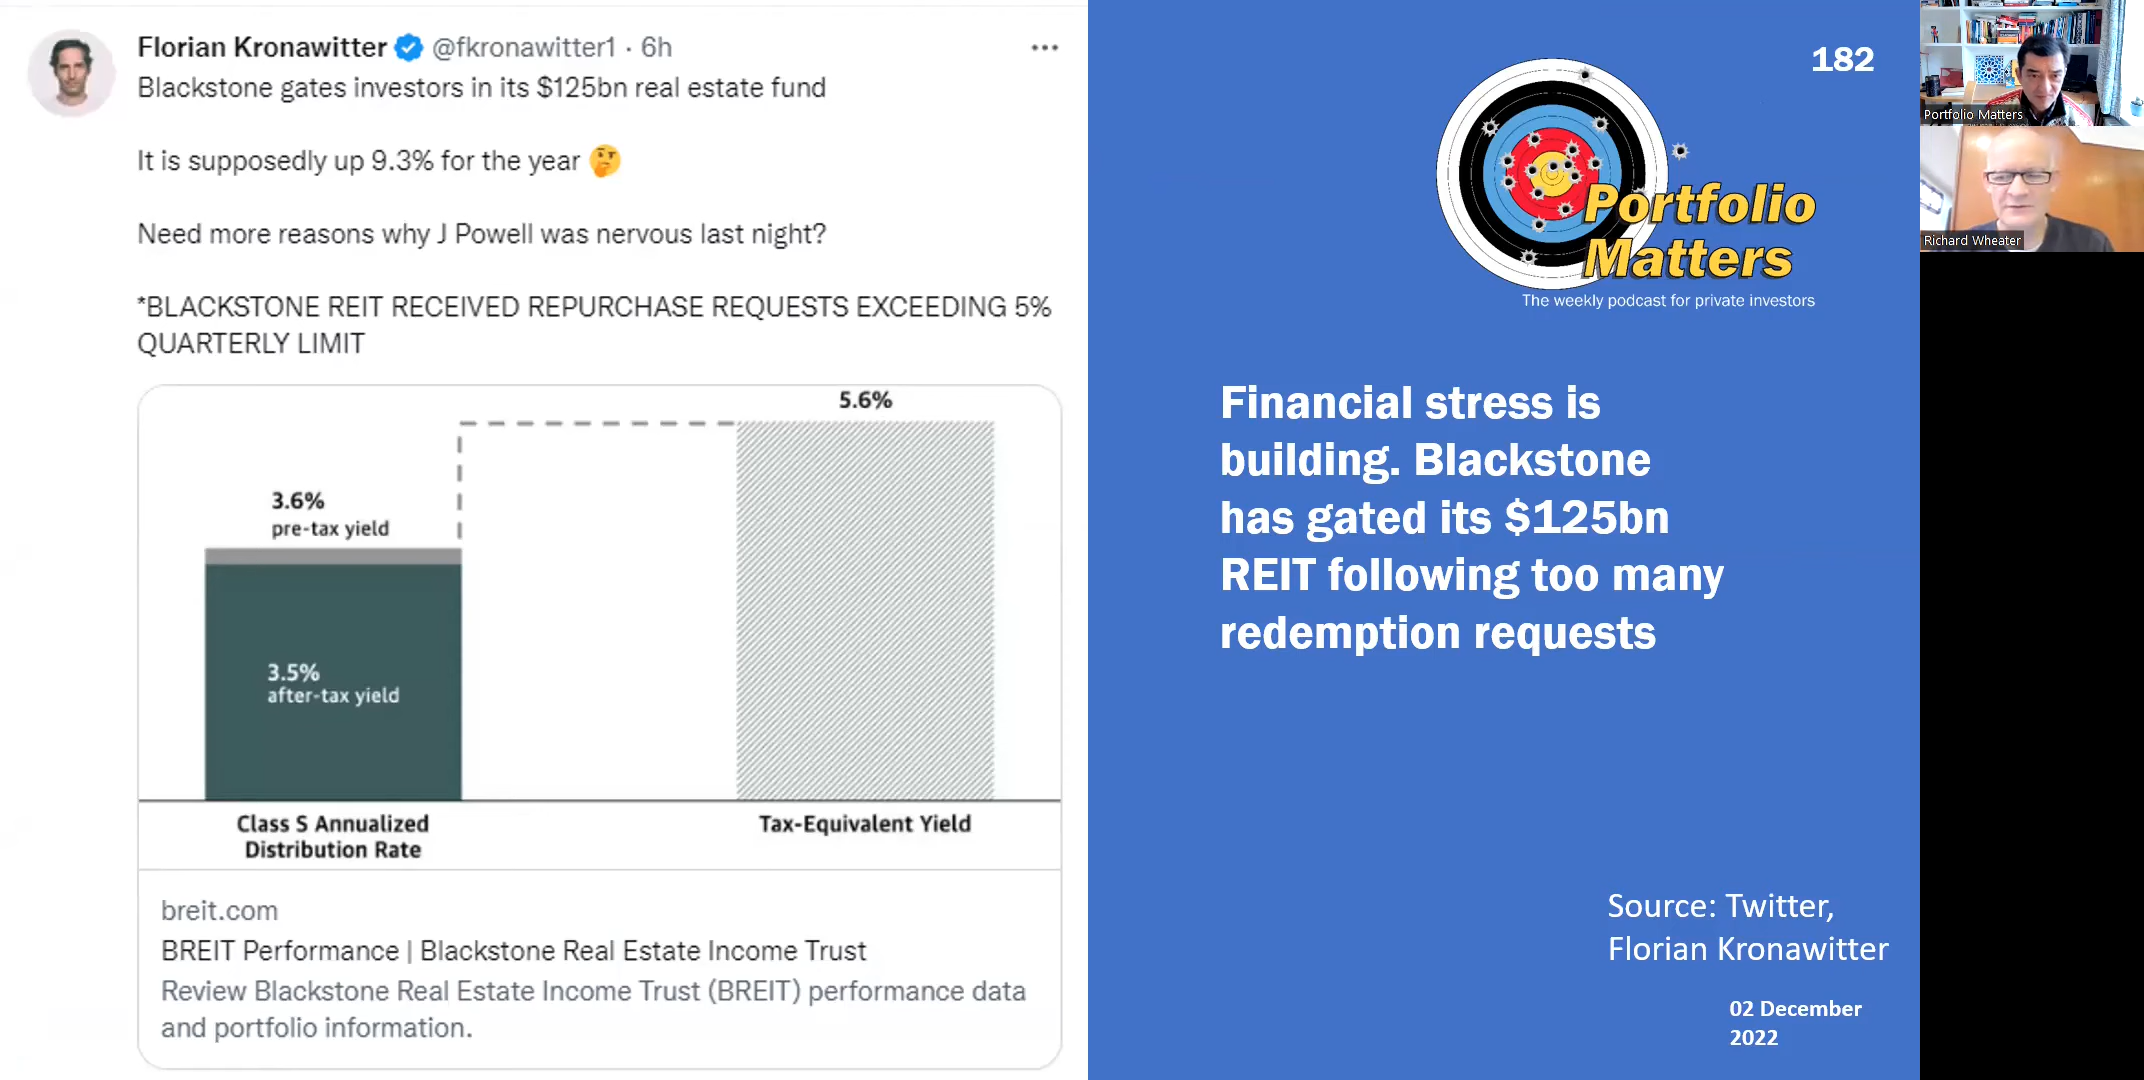 Florian Kronawitter @fkronawitter1 · 6h
Blackstone gates investors in its $125bn real estate fund
It is supposedly up 9.3% for the year 🤔
Need more reasons why J Powell was nervous last night?
*BLACKSTONE REIT RECEIVED REPURCHASE REQUESTS EXCEEDING 5%
QUARTERLY LIMIT
5.6%
3.6%
pre-tax yield
3.5%
after-tax yield
Class S Annualized
Distribution Rate
Tax-Equivalent Yield
breit.com
BREIT Performance | Blackstone Real Estate Income Trust
Review Blackstone Real Estate Income Trust (BREIT) performance data
and portfolio information.
182
Portfolio
Matters
The weekly podcast for private investors
Financial stress is
building. Blackstone
has gated its $125bn
REIT following too many
redemption requests
Source: Twitter,
Florian Kronawitter
02 December
2022
Portfolio Matters
Richard Wheater